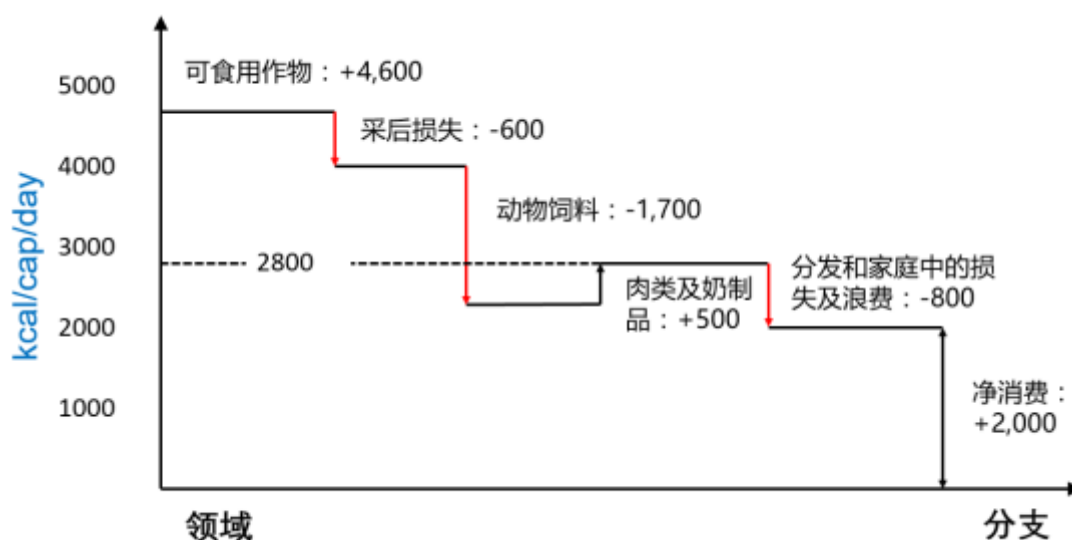 可食用作物：+4,600
5000
采后损失：-600
4000
动物饲料：-1,700
3000
2800
分发和家庭中的损
失及浪费：-800
肉类及奶制
品：+500
2000
1000
净消费：
+2,000
kcal/cap/day
领域
分支